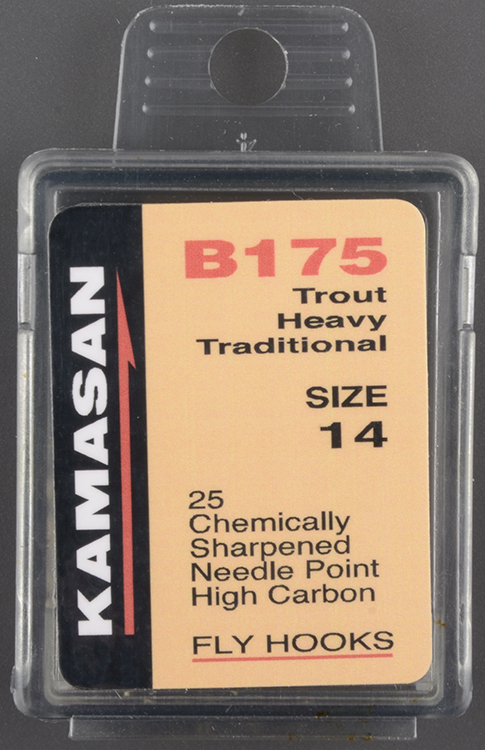 KAMASAN
B175
Trout
Heavy
Traditional
SIZE
14
25
Chemically
Sharpened
Needle Point
High Carbon
FLY HOOKS